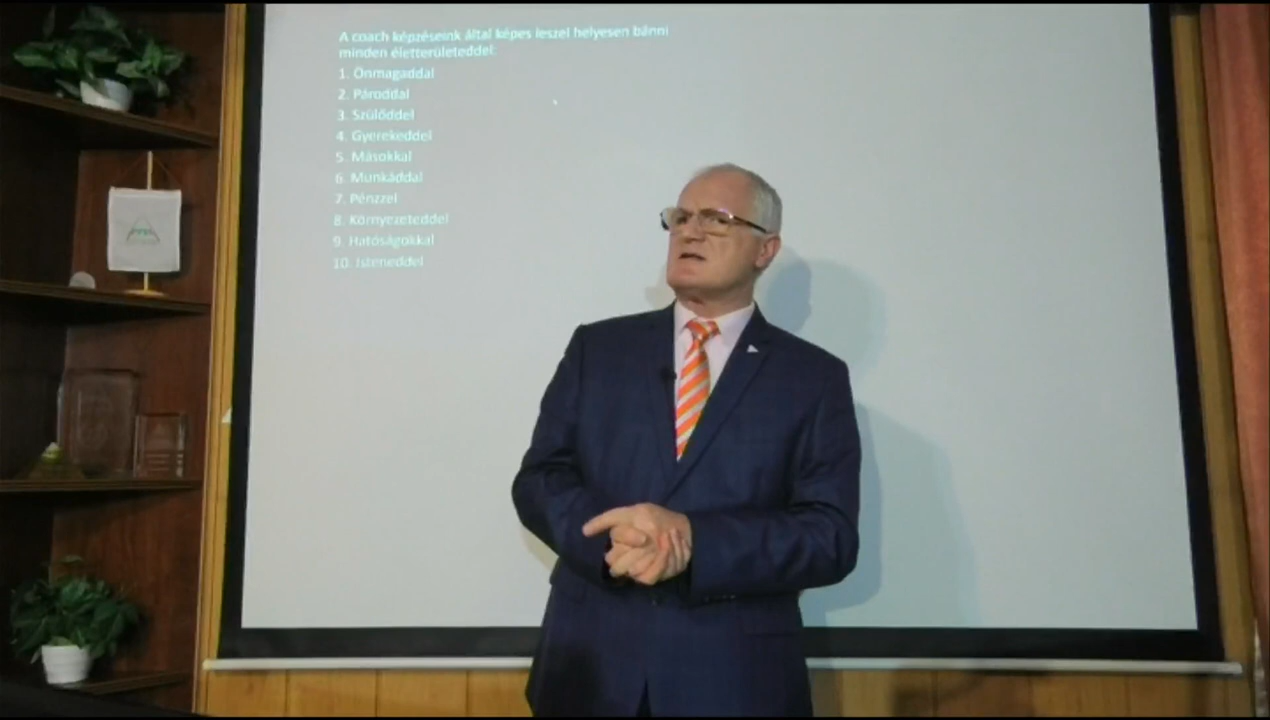 A coach képzéseink által képes leszel helyesen bánni
minden életterületeddel:
1. Önmagaddal
2. Pároddal
3. Szülőddel
4. Gyerekeddel
5. Másokkal
6. Munkáddal
7. Pénzzel
8. Környezeteddel
9. Hatóságokkal
10. Isteneddel